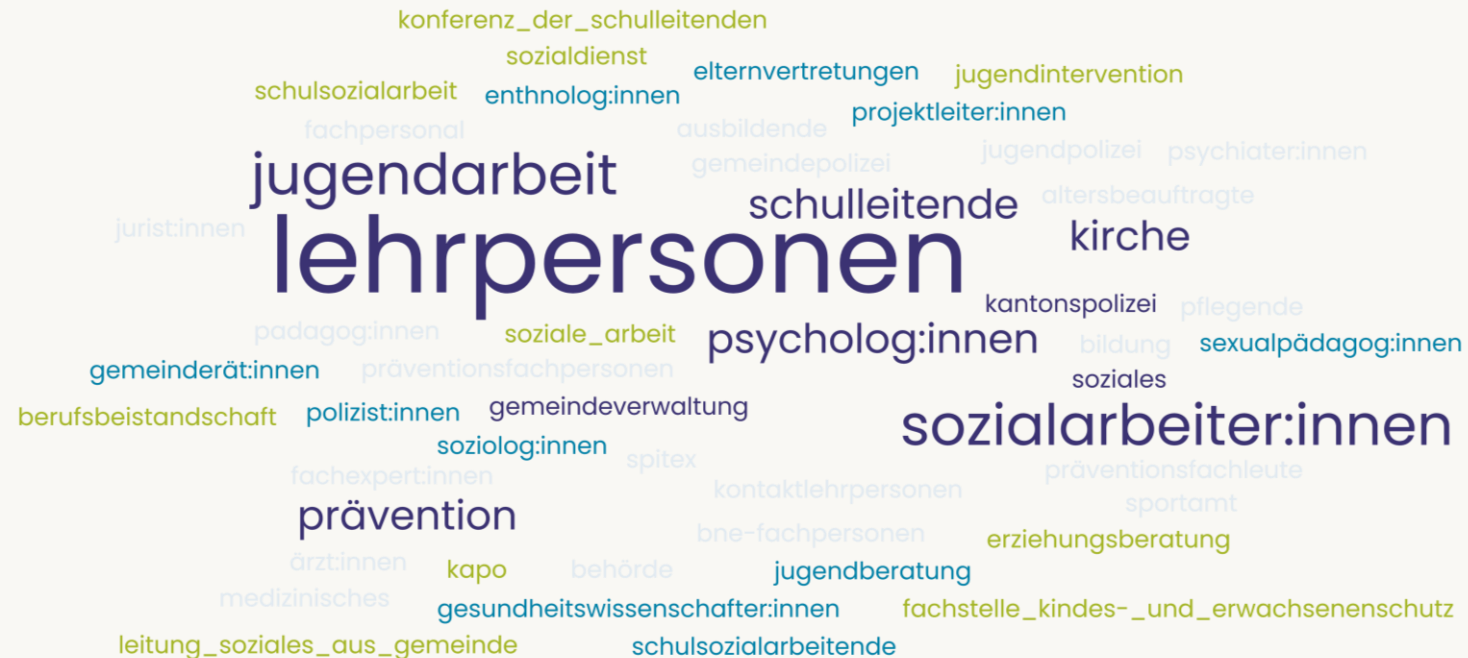 konferenz_der_schulleitenden
sozialdienst
elternvertretungen jugendintervention
schulsozialarbeit enthnolog:innen
projektleiter:innen
fachpersonal ausbildende
jugendpolizei psychiater:innen
gemeindepolizei
jugendarbeit
altersbeauftragte
schulleitende
jurist:innen
kirche
lehrpersonen
kantonspolizei pflegende
padagog:innen soziale_arbeit psycholog:innen bildung sexualpädagog:innen
gemeinderät:innen präventionsfachpersonen
soziales
berufsbeistandschaft polizist:innen gemeindeverwaltung
sozialarbeiter:innen
soziolog:innen
spitex
fachexpert:innen präventionsfachleute
kontaktlehrpersonen
sportamt
prävention
bne-fachpersonen erziehungsberatung
ärzt:innen kapo behörde jugendberatung
medizinisches
gesundheitswissenschafter:innen fachstelle_kindes-_und_erwachsenenschutz
leitung_soziales_aus_gemeinde schulsozialarbeitende